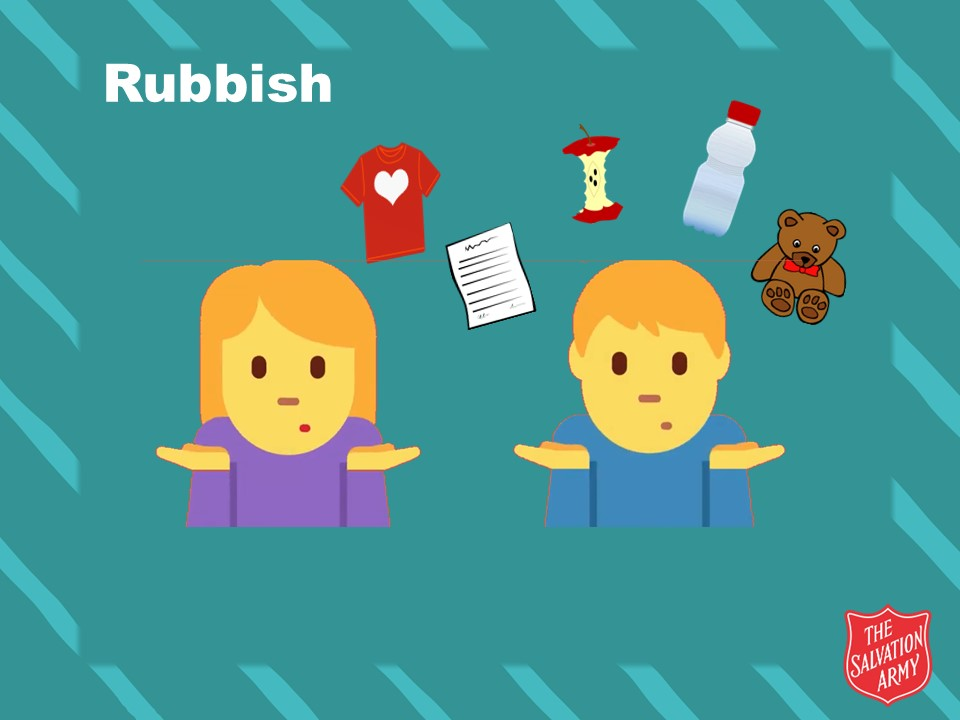 Rubbish
THE
SALVATION
ARMY